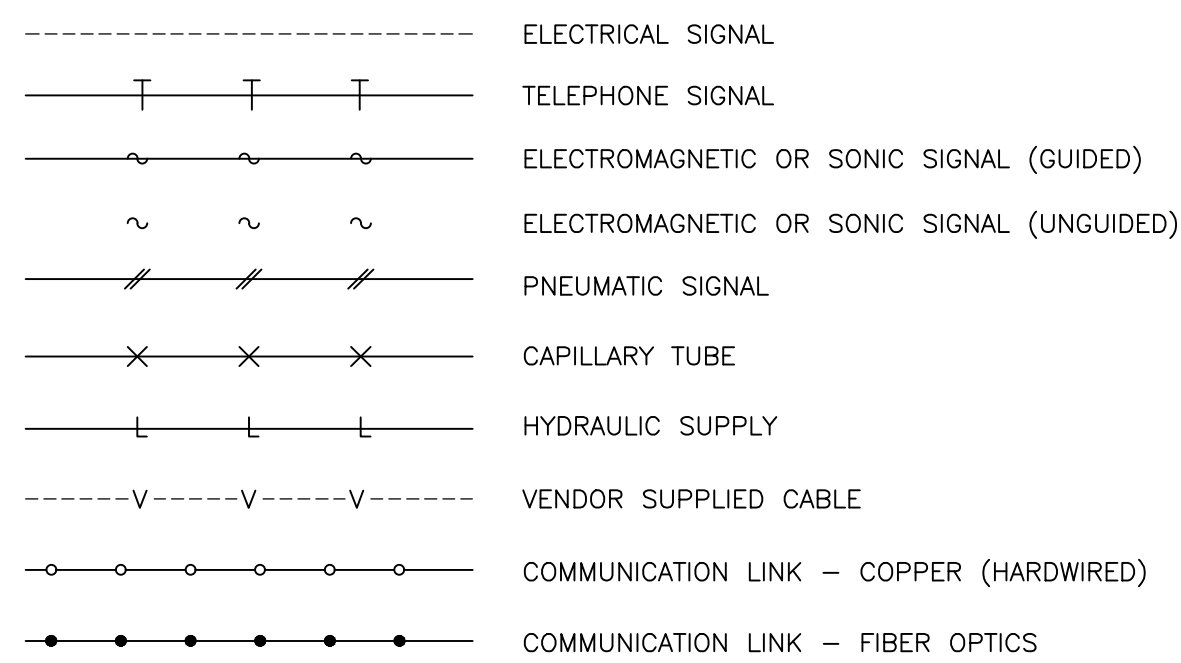 ELECTRICAL SIGNAL
T T T TELEPHONE SIGNAL
ELECTROMAGNETIC OR SONIC SIGNAL (GUIDED)
ELECTROMAGNETIC OR SONIC SIGNAL (UNGUIDED)
PNEUMATIC SIGNAL
CAPILLARY TUBE
L L L HYDRAULIC SUPPLY
V V V VENDOR SUPPLIED CABLE
COMMUNICATION LINK – COPPER (HARDWIRED)
COMMUNICATION LINK – FIBER OPTICS